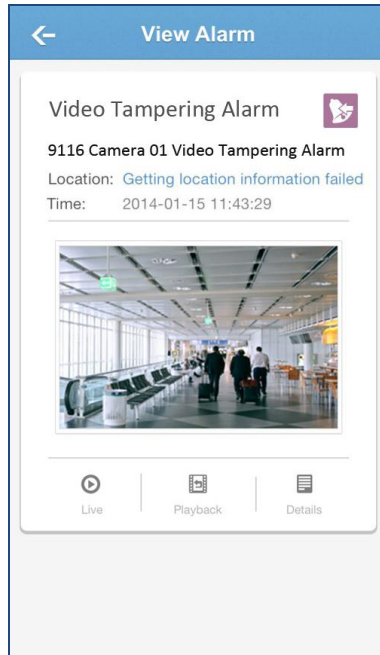 View Alarm
Video Tampering Alarm
9116 Camera 01 Video Tampering Alarm
Location: Getting location information failed
Time: 2014-01-15 11:43:29
Live Playback Details